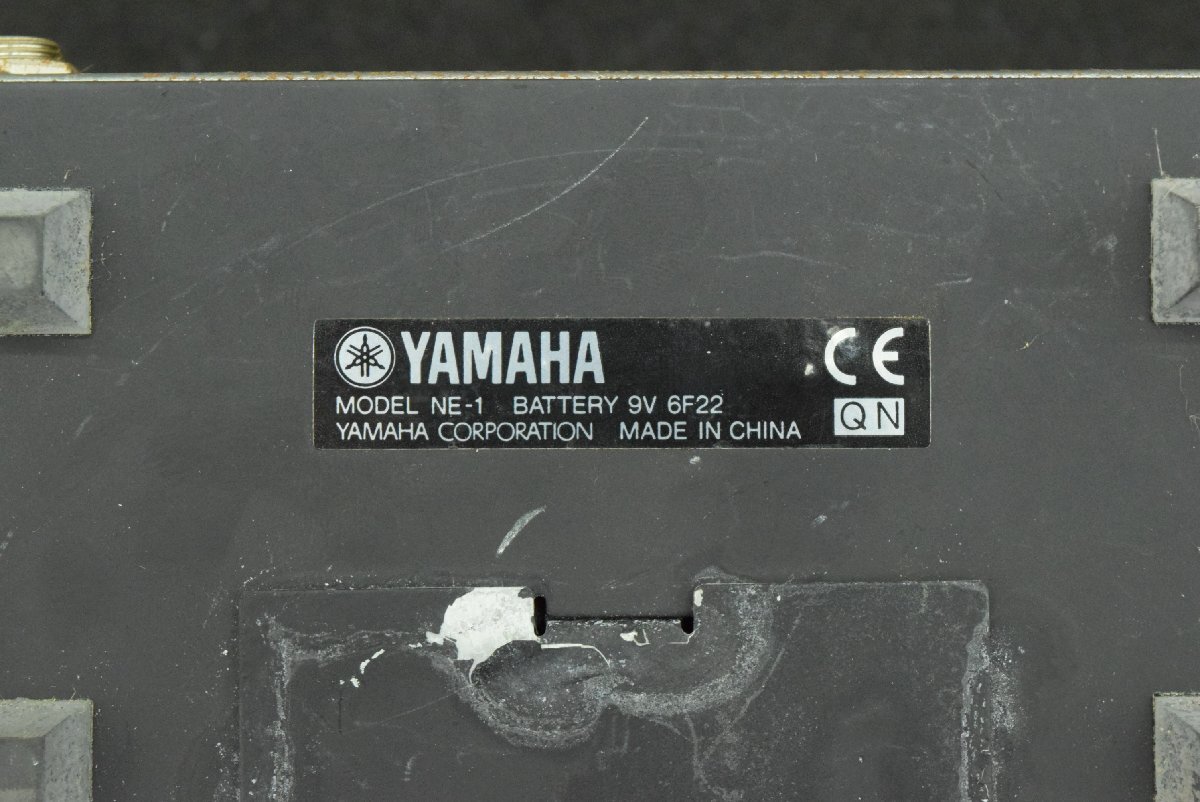 YAMAHA CE
MODEL NE-1 BATTERY 9V 6F22
YAMAHA CORPORATION MADE IN CHINA
QN